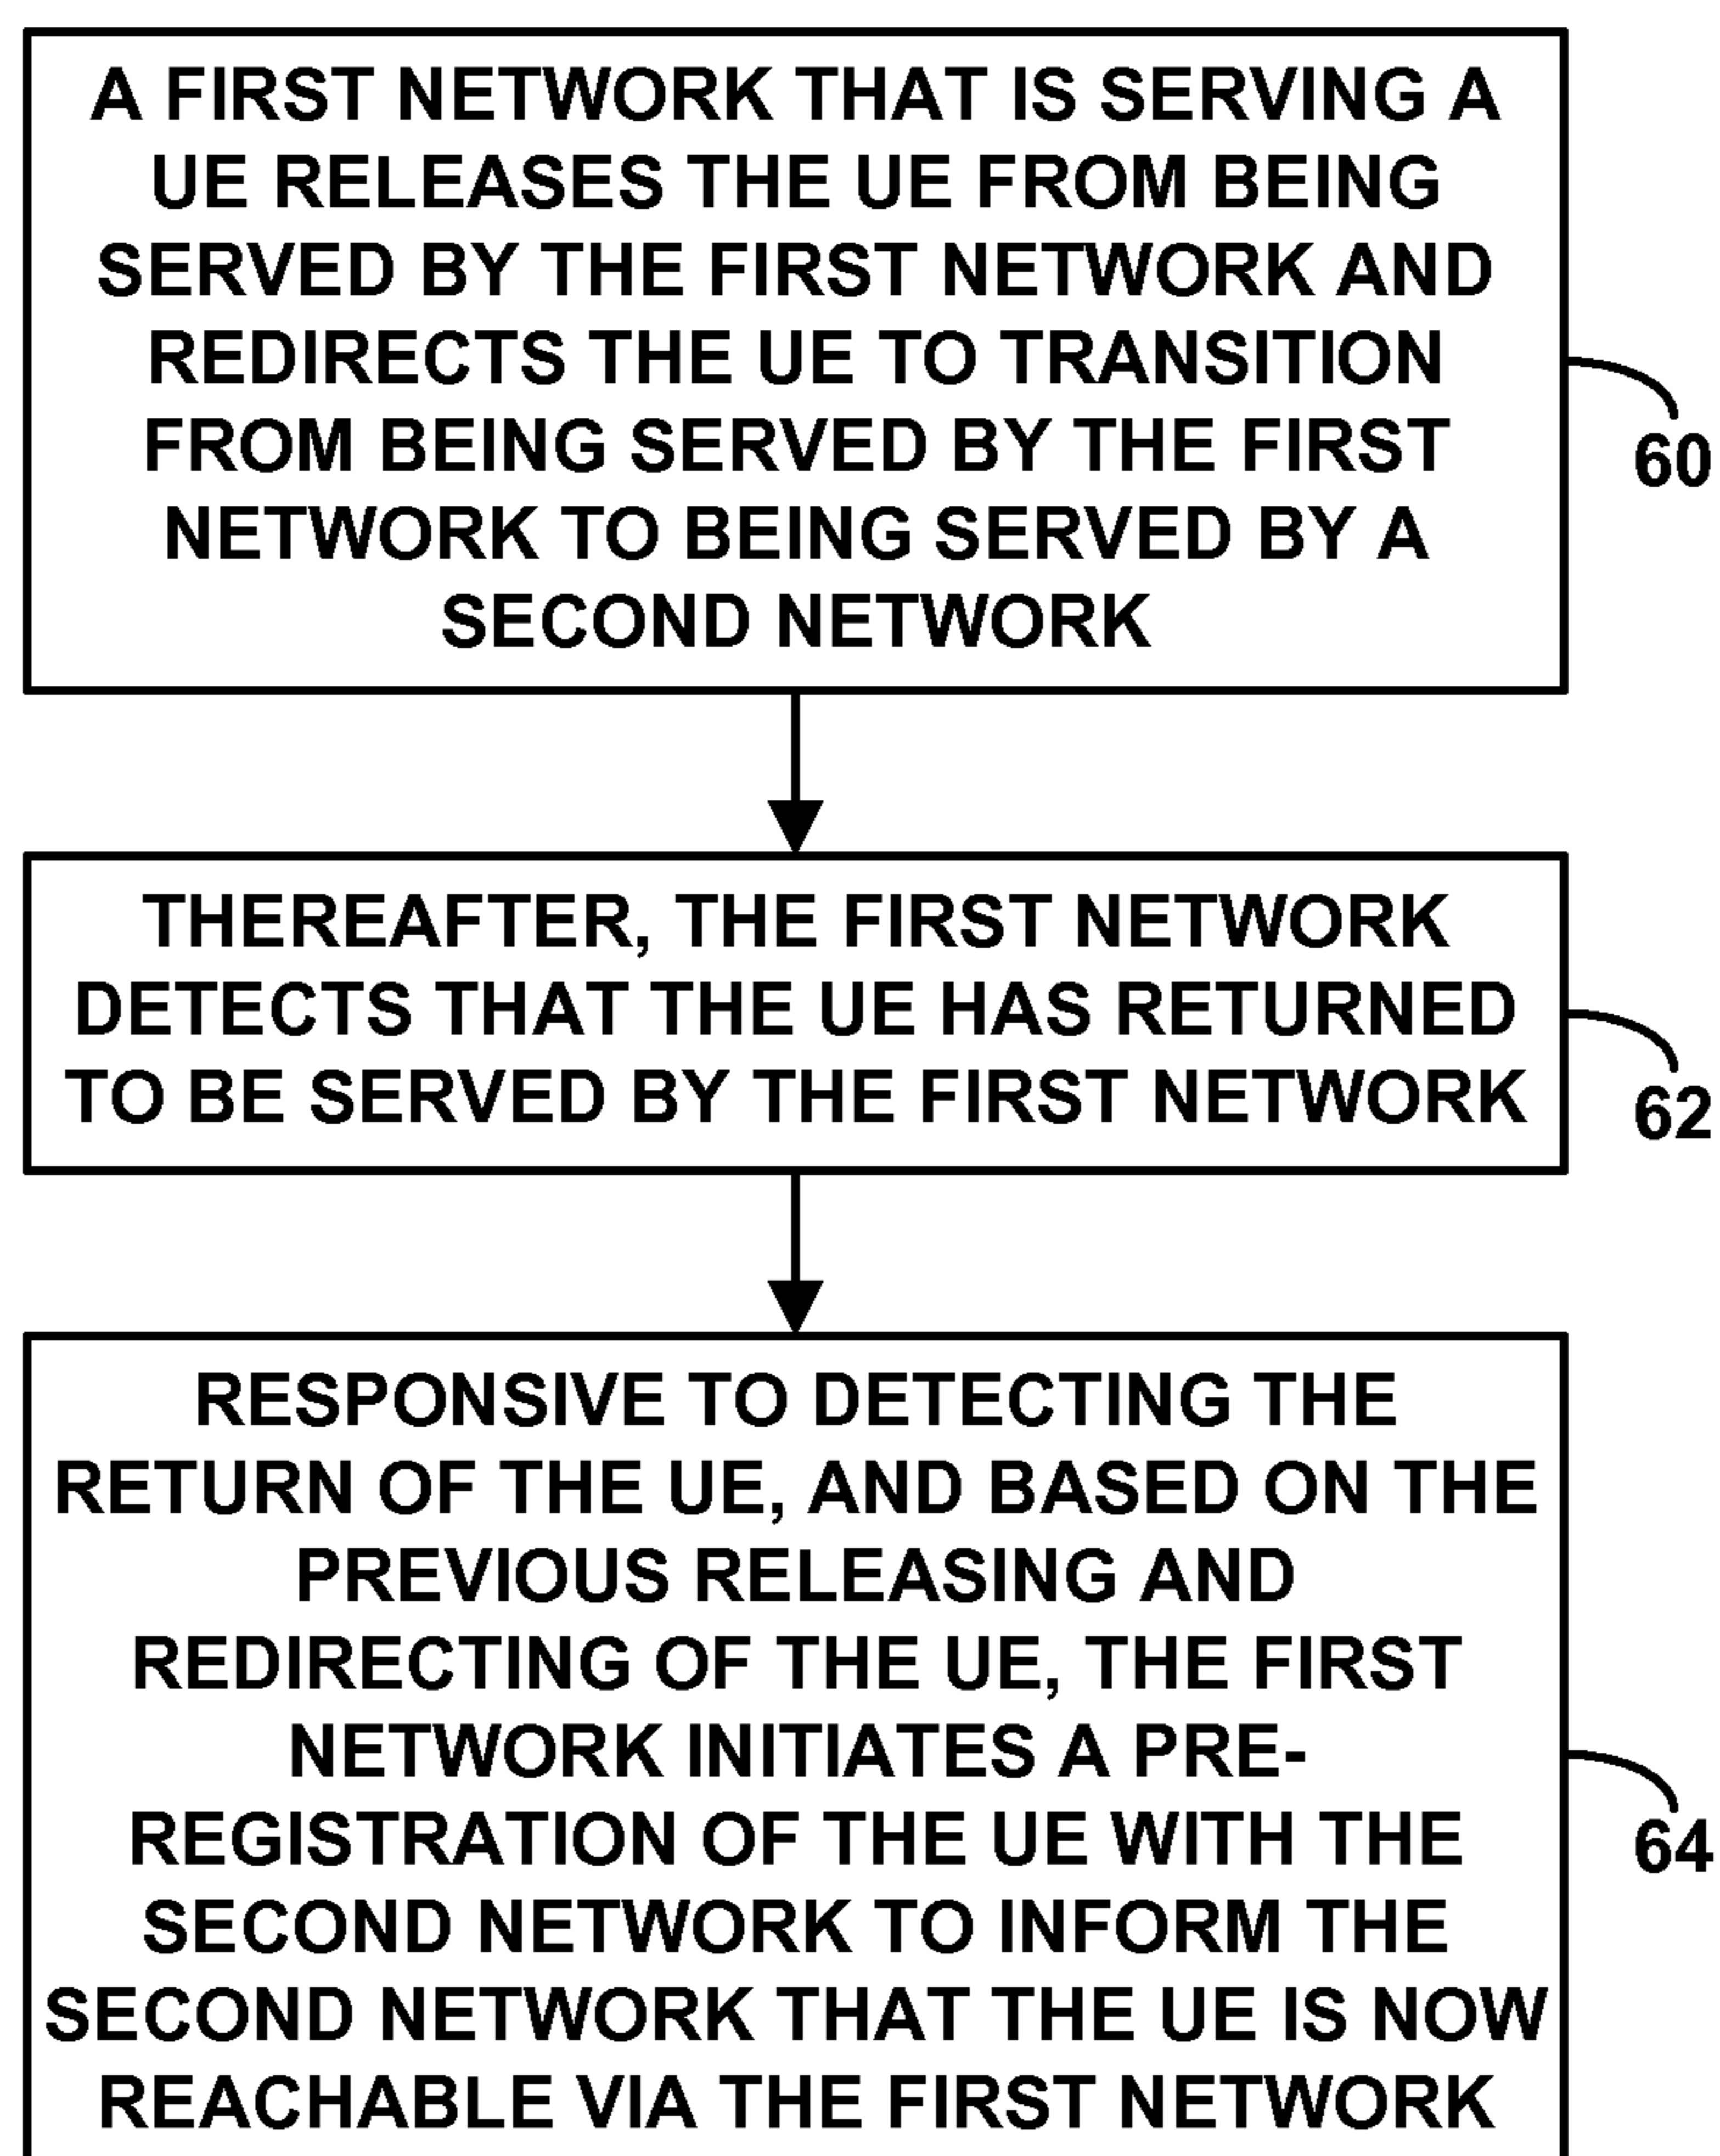 A FIRST NETWORK THAT IS SERVING A
UE RELEASES THE UE FROM BEING
SERVED BY THE FIRST NETWORK AND
REDIRECTS THE UE TO TRANSITION
FROM BEING SERVED BY THE FIRST
NETWORK TO BEING SERVED BY A
SECOND NETWORK
60
THEREAFTER, THE FIRST NETWORK
DETECTS THAT THE UE HAS RETURNED
TO BE SERVED BY THE FIRST NETWORK
62
RESPONSIVE TO DETECTING THE
RETURN OF THE UE, AND BASED ON THE
PREVIOUS RELEASING AND
REDIRECTING OF THE UE, THE FIRST
NETWORK INITIATES A PRE-
REGISTRATION OF THE UE WITH THE
SECOND NETWORK TO INFORM THE
SECOND NETWORK THAT THE UE IS NOW
REACHABLE VIA THE FIRST NETWORK
64